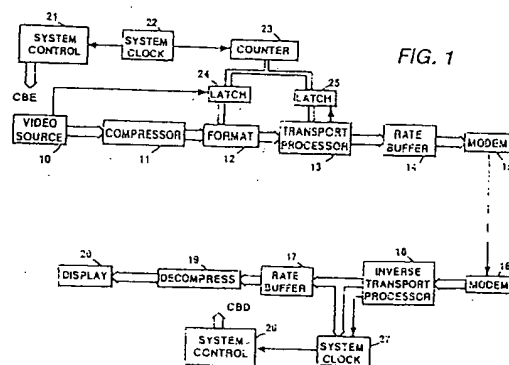 FIG. 1
21
SYSTEM CONTROL
22
SYSTEM CLOCK
23
COUNTER
CBE
24
LATCH
25
LATCH
VIDEO SOURCE
10
COMPRESSOR
11
FORMAT
12
TRANSPORT PROCESSOR
13
RATE BUFFER
14
MODEM
20
DISPLAY
19
DECOMPRESS
17
RATE BUFFER
INVERSE TRANSPORT PROCESSOR
16
MODEM
CBD
SYSTEM CONTROL
26
SYSTEM CLOCK
27